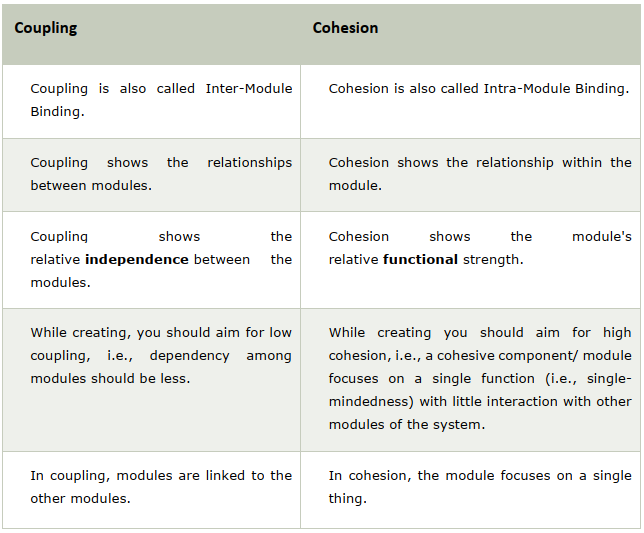 Coupling
Cohesion
Coupling is also called Inter-Module
Binding.
Cohesion is also called Intra-Module Binding.
Coupling shows the relationships
between modules.
Cohesion shows the relationship within the
module.
Coupling shows the
relative independence between the
modules.
Cohesion shows the module's
relative functional strength.
While creating, you should aim for low
coupling, i.e., dependency among
modules should be less.
While creating you should aim for high
cohesion, i.e., a cohesive component/ module
focuses on a single function (i.e., single-
mindedness) with little interaction with other
modules of the system.
In coupling, modules are linked to the
other modules.
In cohesion, the module focuses on a single
thing.